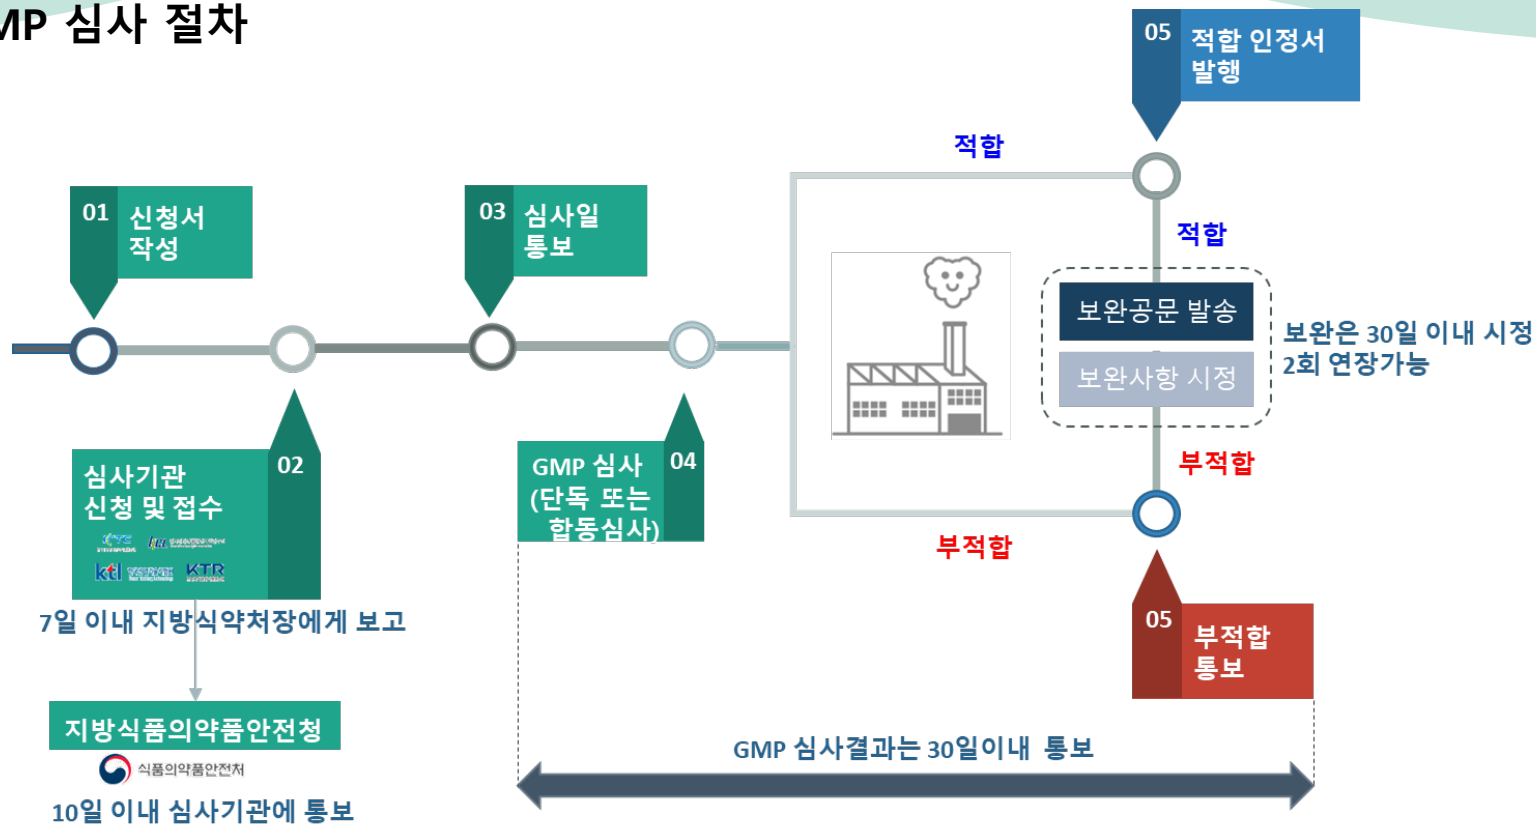 MP 심사 절차
01 신청서
작성
02
심사기관
신청 및 접수
ktl
KTR
7일 이내 지방식약처장에게 보고
지방식품의약품안전청
식품의약품안전처
10일 이내 심사기관에 통보
03 심사일
통보
04
GMP 심사
(단독 또는
합동심사)
적합
05 적합 인정서
발행
적합
보완공문 발송
보완사항 시정
보완은 30일 이내 시정
2회 연장가능
부적합
부적합
05 부적합
통보
GMP 심사결과는 30일이내 통보